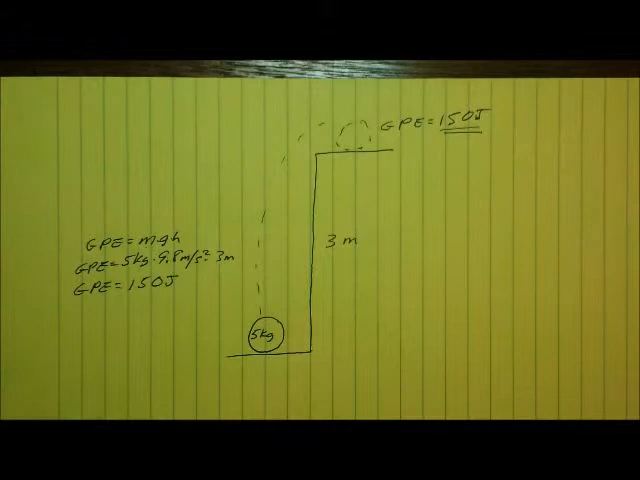 GPE=150J
3 m
GPE=mgh
GPE=5kg·9.8m/s²·3m
GPE=150J
5kg